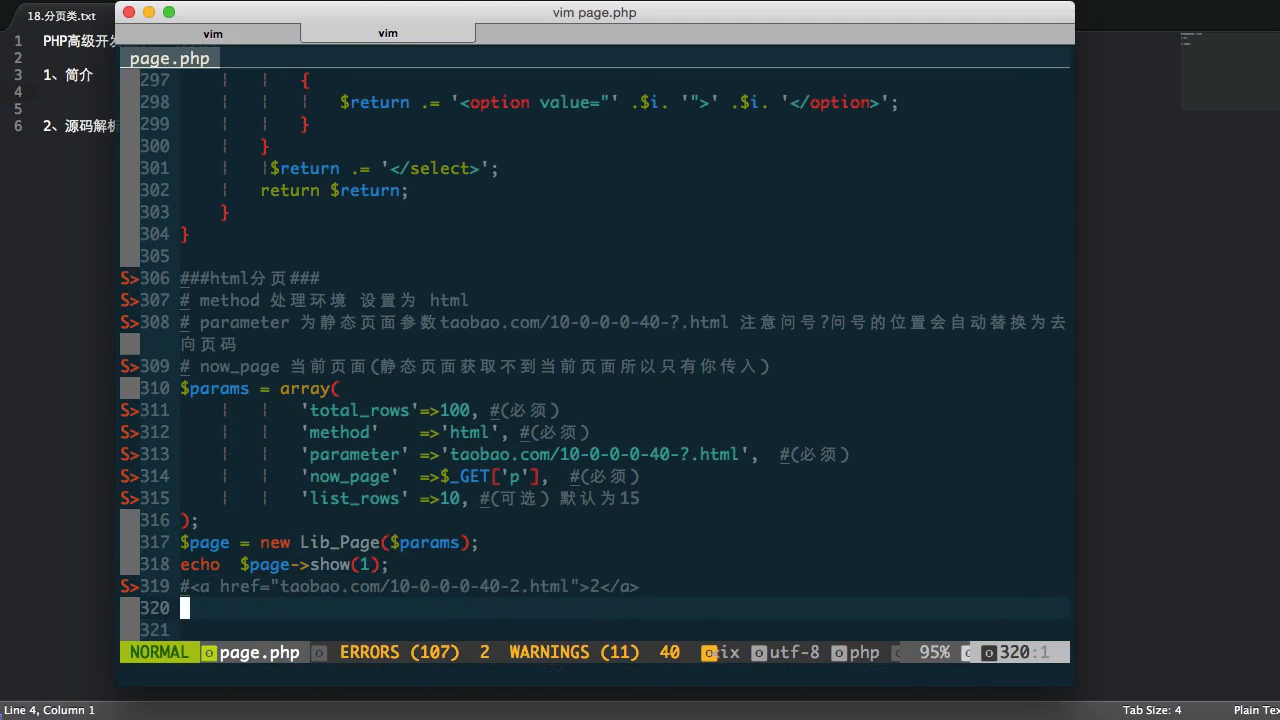 18.分页类.txt
vim page.php
vim
vim
1 PHP高级开发
2
3 1、简介
4
5
6 2、源码解析
page.php
297 {
298 $return .= '<option value="' .$i. '">' .$i. '</option>';
299 }
300 }
301 $return .= '</select>';
302 return $return;
303 }
304 }
305
S>306 ###html分页###
S>307 # method 处理环境 设置为 html
S>308 # parameter 为静态页面参数taobao.com/10-0-0-0-40-?.html 注意问号?问号的位置会自动替换为去
向页码
S>309 # now_page 当前页面(静态页面获取不到当前页面所以只有你传入)
310 $params = array(
S>311 'total_rows'=>100, #(必须)
S>312 'method' =>'html', #(必须)
S>313 'parameter' =>'taobao.com/10-0-0-0-40-?.html', #(必须)
S>314 'now_page' =>$_GET['p'], #(必须)
S>315 'list_rows' =>10, #(可选) 默认为15
316 );
317 $page = new Lib_Page($params);
318 echo $page->show(1);
S>319 #<a href="taobao.com/10-0-0-0-40-2.html">2</a>
320
321
NORMAL page.php ERRORS (107) 2 WARNINGS (11) 40 ix utf-8 php 95% 320:1
Line 4, Column 1 Tab Size: 4 Plain Te